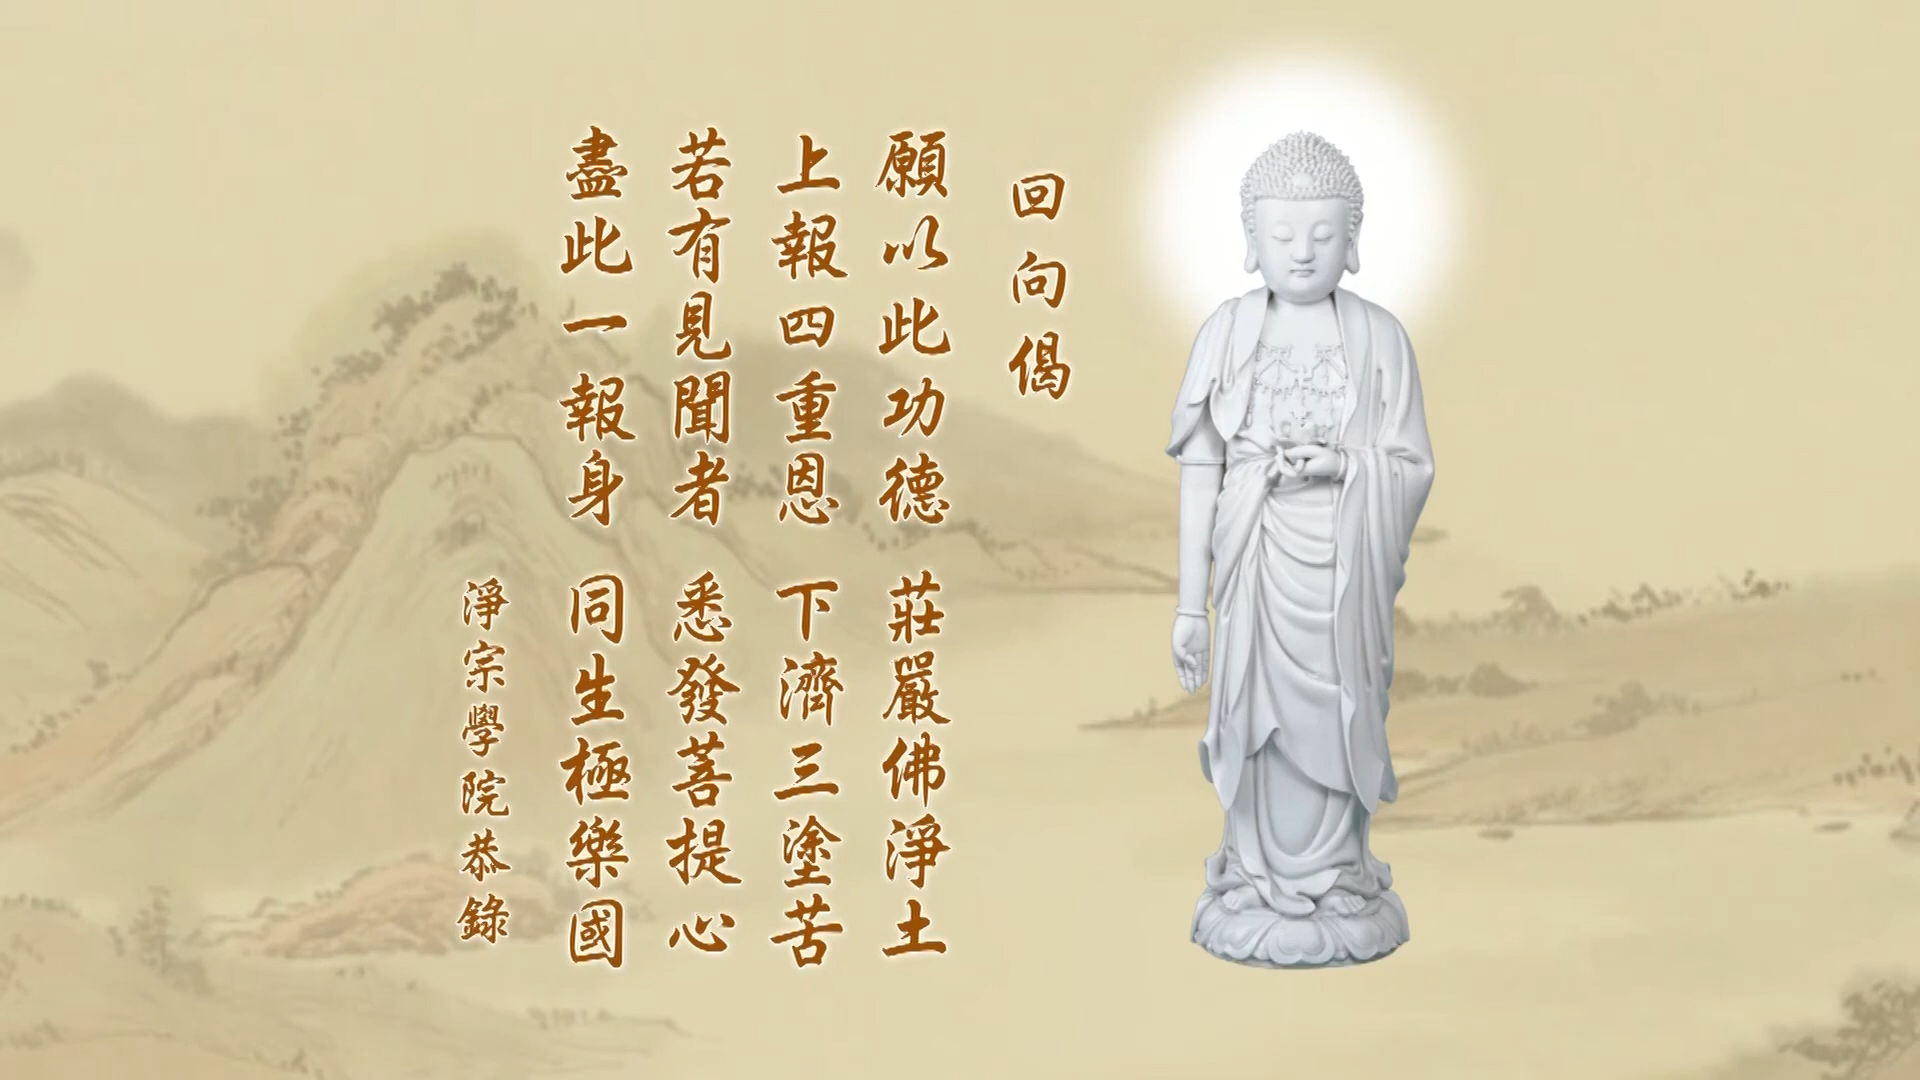 回向偈
願以此功德 莊嚴佛淨土
上報四重恩 下濟三塗苦
若有見聞者 悉發菩提心
盡此一報身 同生極樂國
淨宗學院恭錄